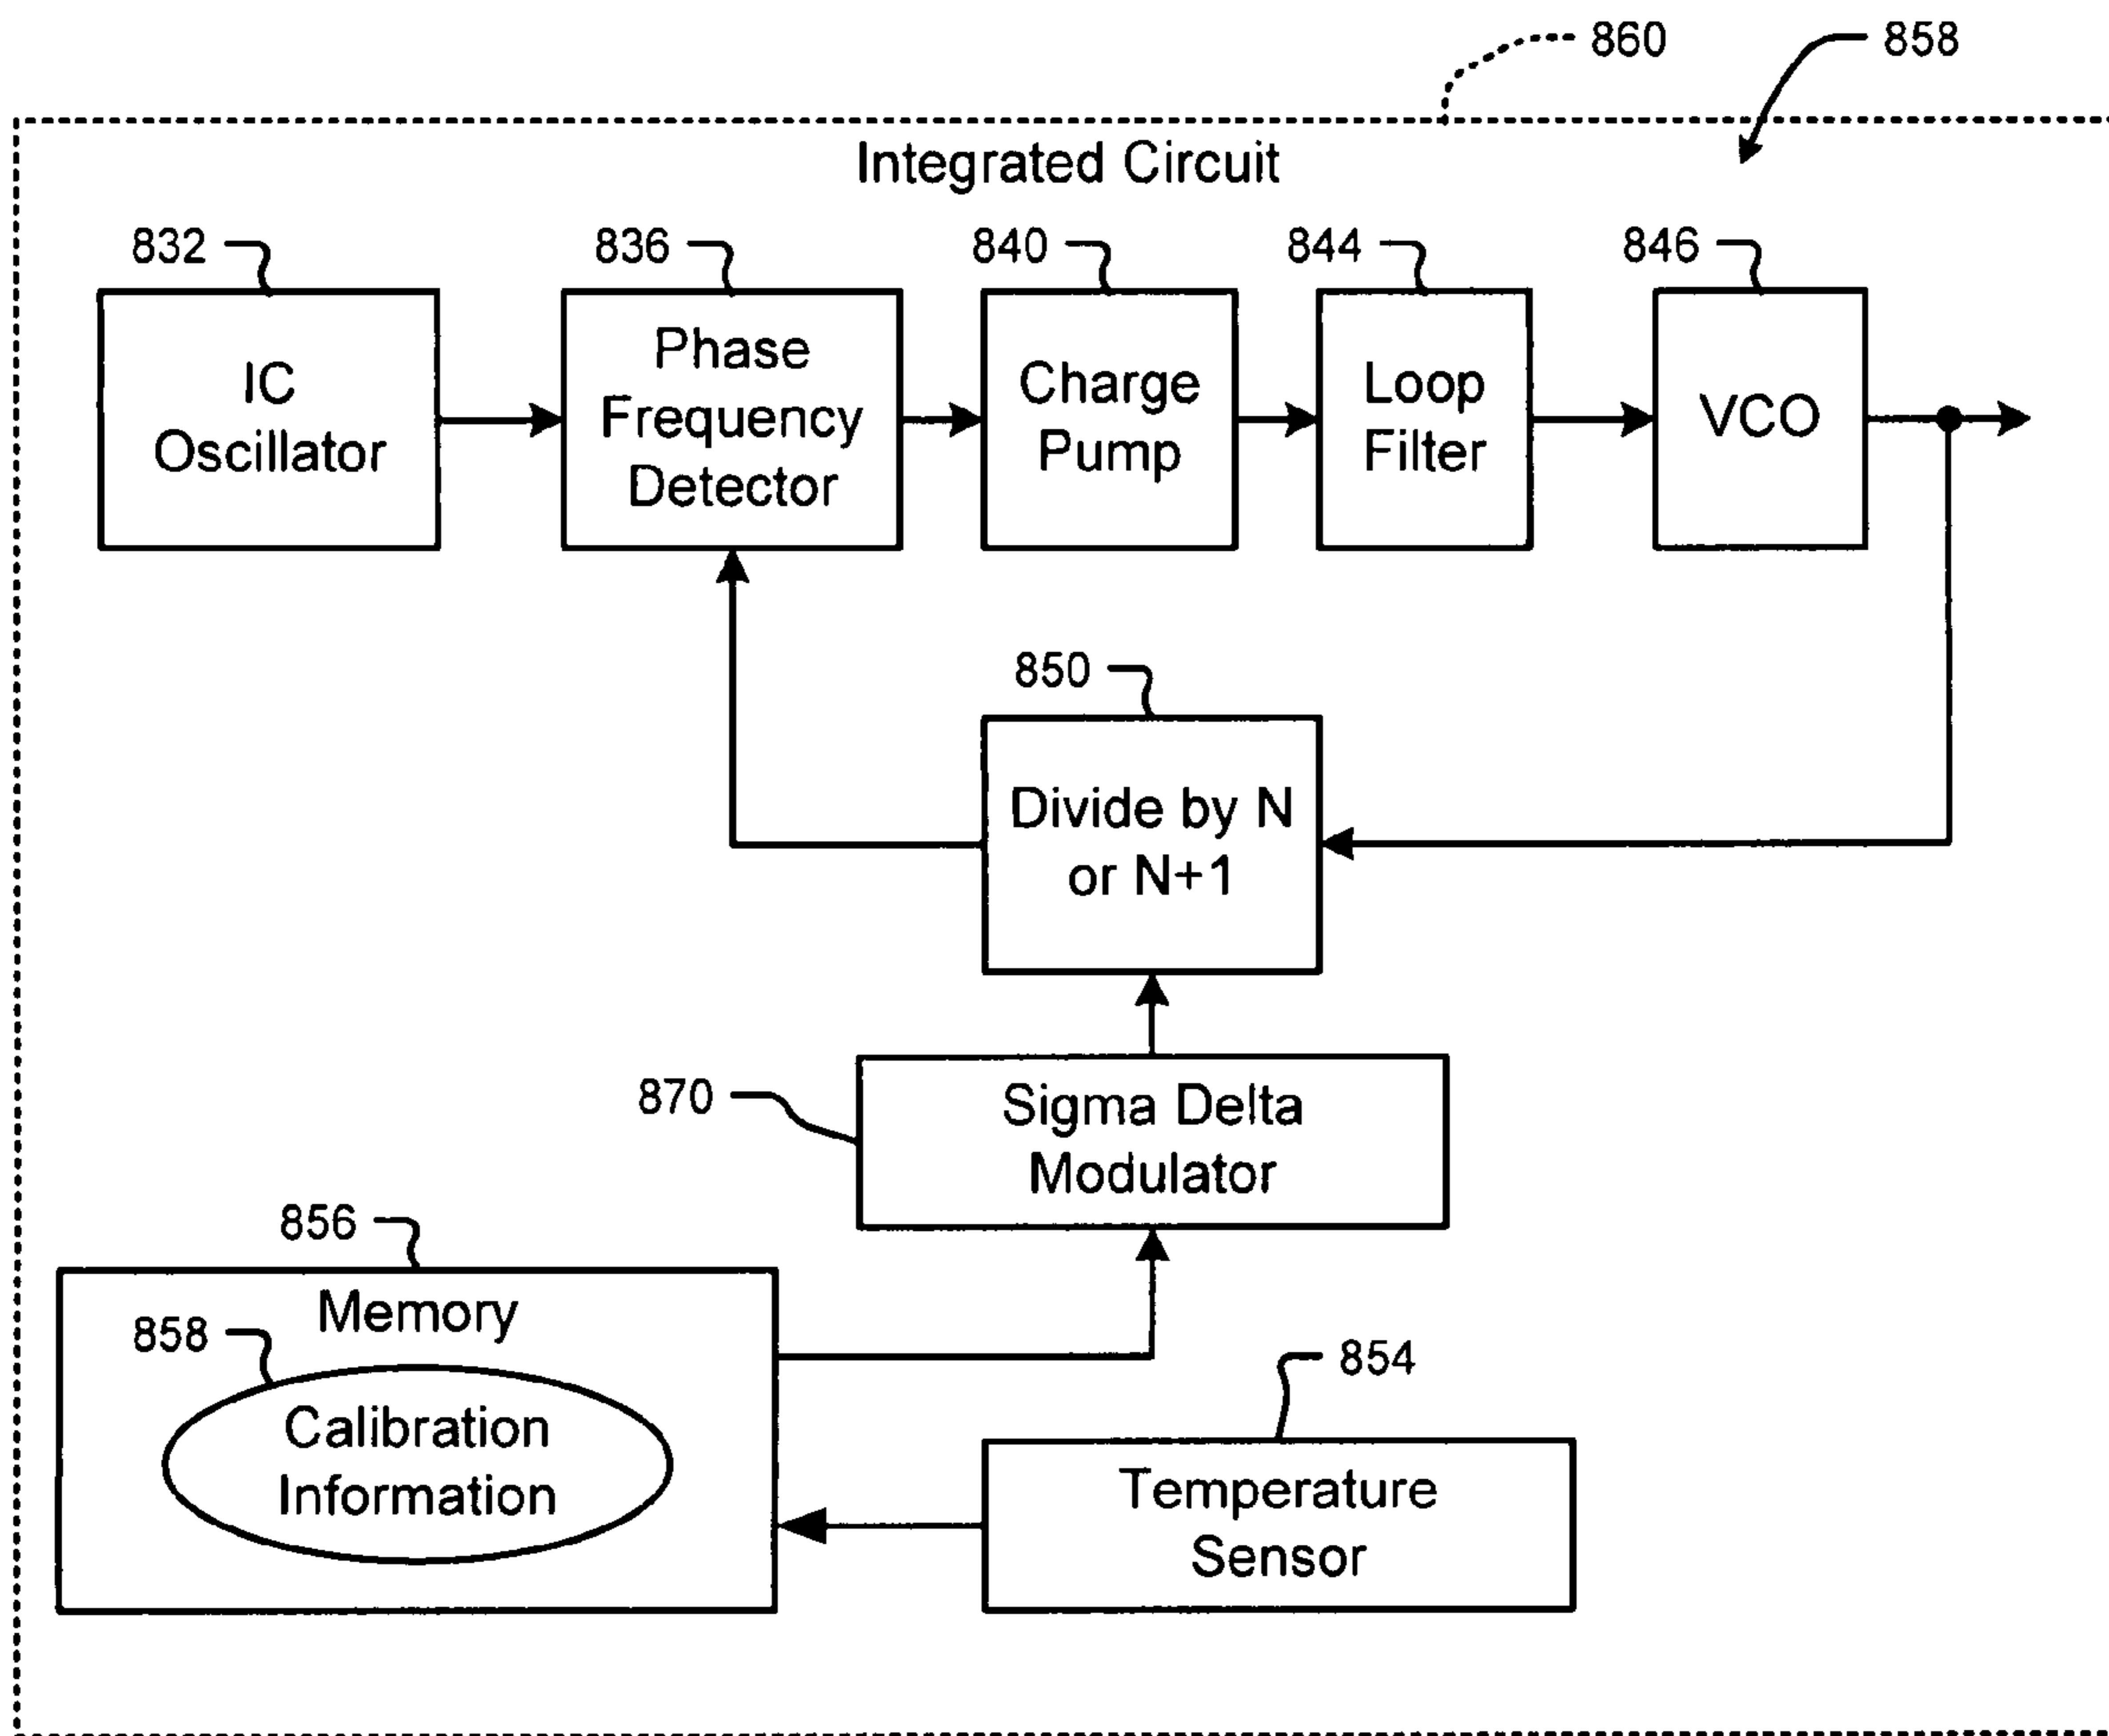 860
858
Integrated Circuit
832
836
840
844
846
IC
Oscillator
Phase
Frequency
Detector
Charge
Pump
Loop
Filter
VCO
850
Divide by N
or N+1
870
Sigma Delta
Modulator
856
Memory
858
Calibration
Information
854
Temperature
Sensor